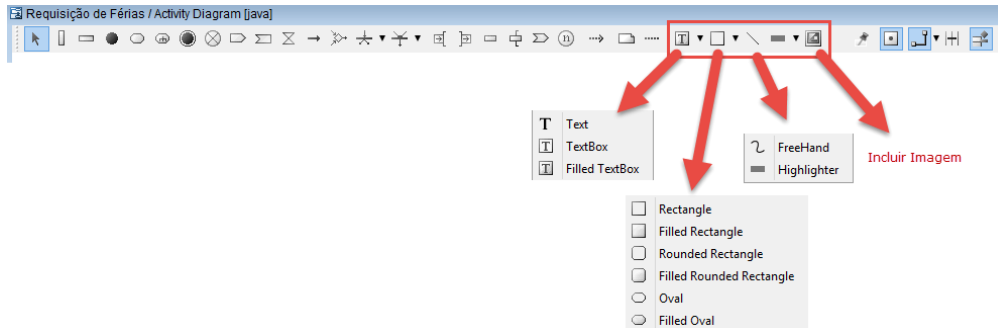 Requisição de Férias / Activity Diagram [java]
n
T
T Text
T TextBox
T Filled TextBox
FreeHand
Highlighter
Incluir Imagem
Rectangle
Filled Rectangle
Rounded Rectangle
Filled Rounded Rectangle
Oval
Filled Oval